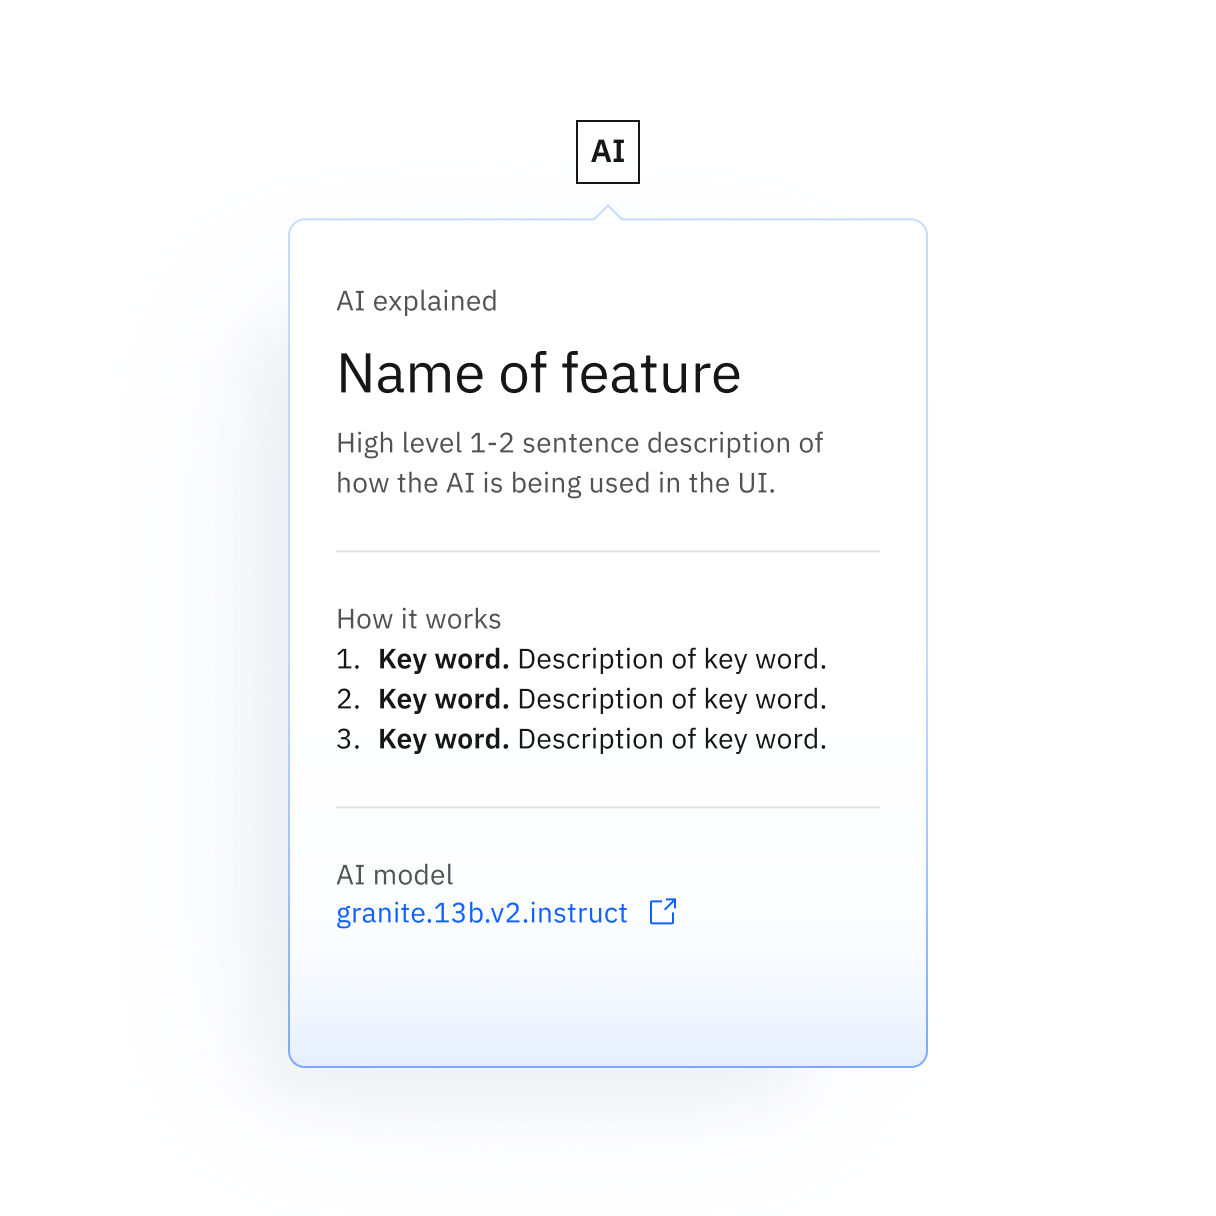 AI
AI explained
Name of feature
High level 1-2 sentence description of
how the AI is being used in the UI.
How it works
1. Key word. Description of key word.
2. Key word. Description of key word.
3. Key word. Description of key word.
AI model
granite.13b.v2.instruct